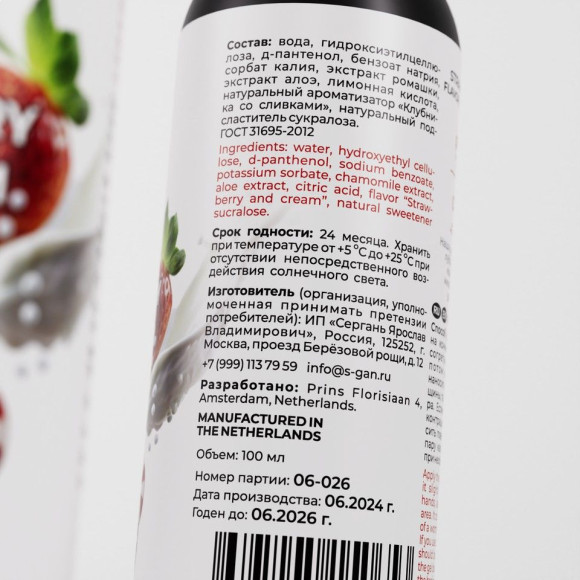 Состав: вода, гидроксиэтилцеллю-
лоза, д-пантенол, бензоат натрия,
сорбат калия, экстракт ромашки,
экстракт алоэ, лимонная кислота,
натуральный ароматизатор «Клубни-
ка со сливками», натуральный под-
сластитель сукралоза.
ГОСТ 31695-2012
Ingredients: water, hydroxyethyl cellu-
lose, d-panthenol, sodium benzoate,
potassium sorbate, chamomile extract,
aloe extract, citric acid, flavor “Straw-
berry and cream”, natural sweetener
sucralose.
Срок годности: 24 месяца. Хранить
при температуре от +5 °C до +25 °C при
отсутствии непосредственного воз-
действия солнечного света.
Изготовитель (организация, уполно-
моченная принимать претензии
потребителей): ИП «Сергань Ярослав
Владимирович», Россия, 125252, г.
Москва, проезд Берёзовой рощи, д. 12
+7 (999) 113 79 59 info@s-gan.ru
Разработано: Prins Florisiaan 4,
Amsterdam, Netherlands.
MANUFACTURED IN
THE NETHERLANDS
Объем: 100 мл
Номер партии: 06-026
Дата производства: 06.2024 г.
Годен до: 06.2026 г.